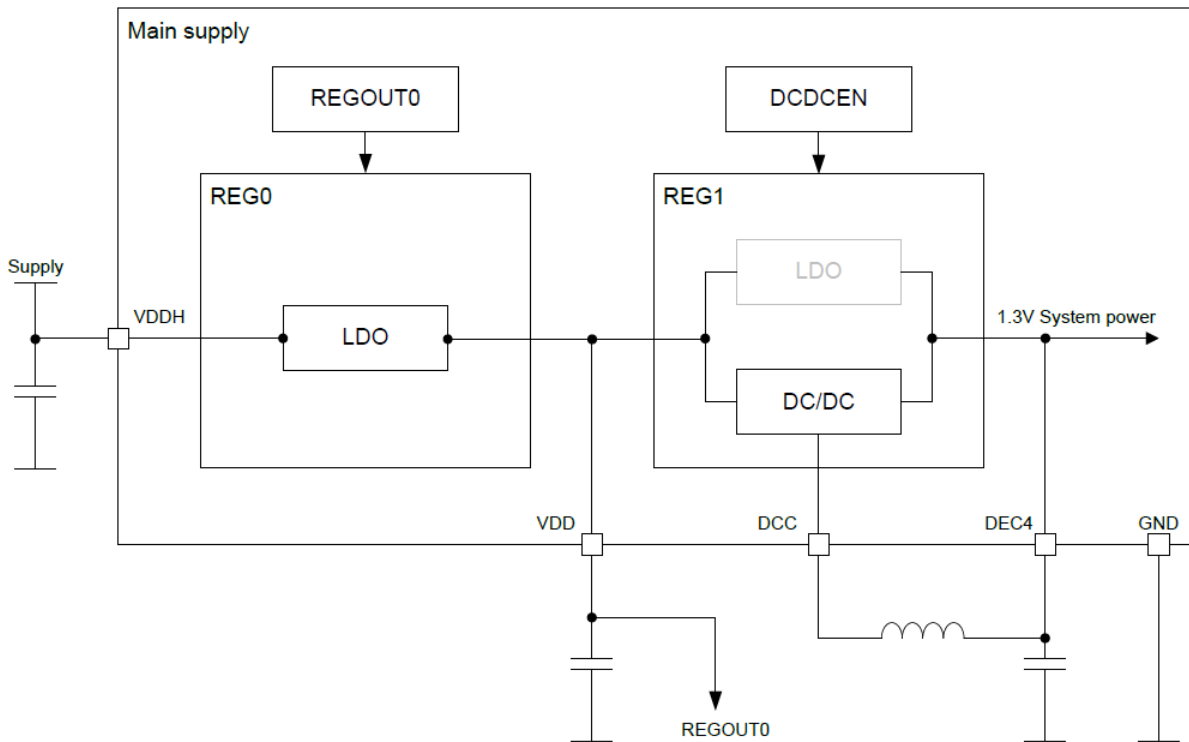 Main supply
REGOUT0
DCDCEN
REG0
REG1
LDO
Supply
VDDH
LDO
1.3V System power
DC/DC
VDD
DCC
DEC4
GND
REGOUT0